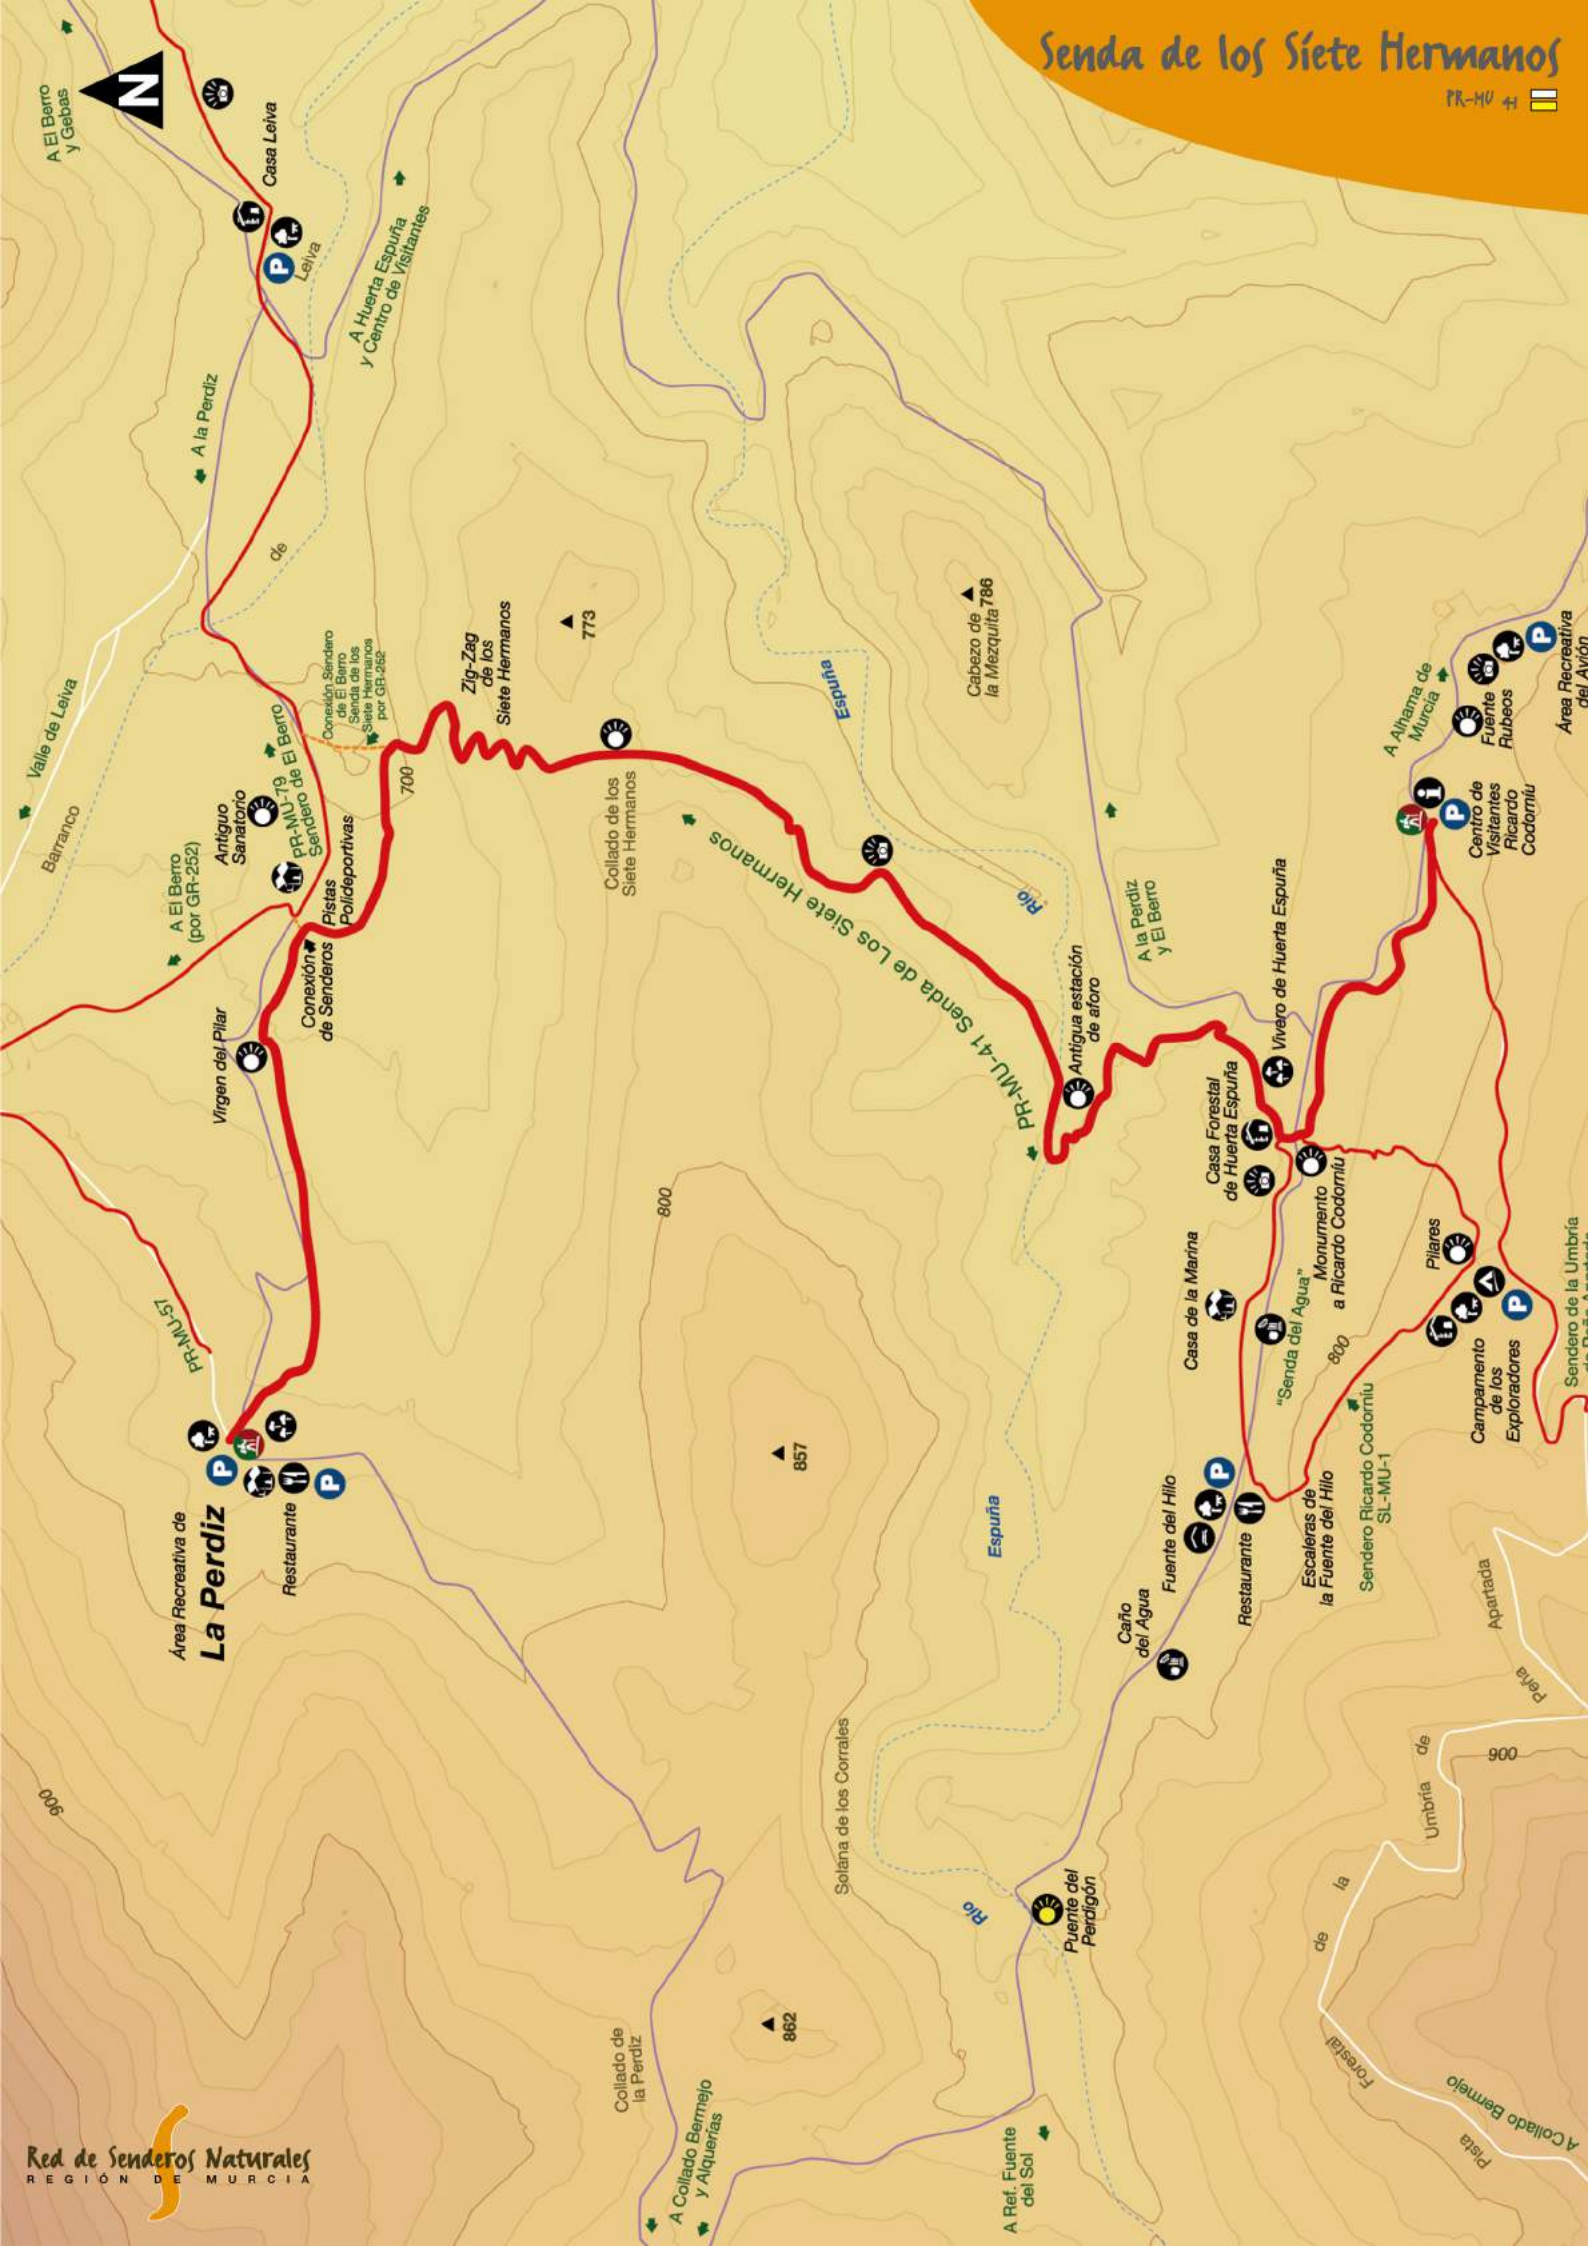 Senda de los Siete Hermanos
PR-MU 41
N
A El Berro
y Gebas
Casa Leiva
P
Leiva
A Huerta Espuña
y Centro de Visitantes
A la Perdiz
Valle de Leiva
Barranco
de
Conexión Sendero
de El Berro
Senda de los
Siete Hermanos
por GR-252
PR-MU-79
Sendero de El Berro
Antiguo
Sanatorio
A El Berro
(por GR-252)
Pistas
Polideportivas
Conexión
de Senderos
Virgen del Pilar
700
Zig-Zag
de los
Siete Hermanos
773
Collado de los
Siete Hermanos
PR-MU-41 Senda de Los Siete Hermanos
Espuña
Río
Cabezo de
la Mezquita
786
A la Perdiz
y El Berro
Antigua estación
de aforo
Vivero de Huerta Espuña
Casa Forestal
de Huerta Espuña
A Alhama de
Murcia
Fuente
Rubeos
P
Área Recreativa
del Avión
i
P
Centro de
Visitantes
Ricardo
Codorníu
Monumento
a Ricardo Codorníu
Casa de la Marina
"Senda del Agua"
800
Pilares
P
Campamento
de los
Exploradores
Sendero de la Umbría
Sendero Ricardo Codorníu
SL-MU-1
Escaleras de
la Fuente del Hilo
P
Fuente del Hilo
Restaurante
Caño
del Agua
Espuña
PR-MU-57
P
P
Área Recreativa de
La Perdiz
Restaurante
800
857
900
Solana de los Corrales
Río
Puente del
Perdigón
862
Collado de
la Perdiz
A Collado Bermejo
y Alquerías
A Ref. Fuente
del Sol
Pista
Forestal
de
la
Umbría
de
Peña
Apartada
900
A Collado Bermejo
Red de Senderos Naturales
REGIÓN DE MURCIA